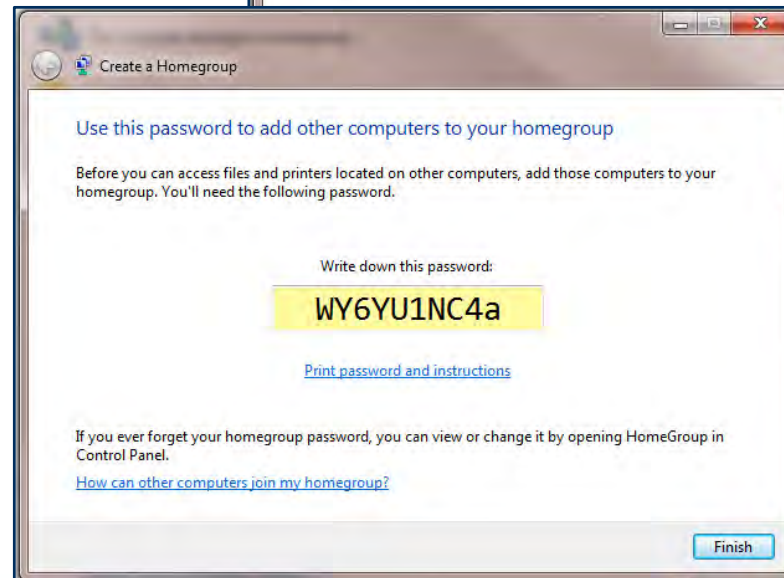 Create a Homegroup
Use this password to add other computers to your homegroup
Before you can access files and printers located on other computers, add those computers to your
homegroup. You'll need the following password.
Write down this password:
WY6YU1NC4a
Print password and instructions
If you ever forget your homegroup password, you can view or change it by opening HomeGroup in
Control Panel.
How can other computers join my homegroup?
Finish